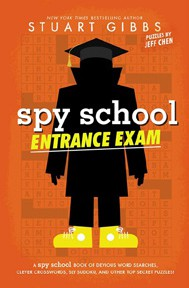 NEW YORK TIMES BESTSELLING AUTHOR
STUART GIBBS
PUZZLES BY
JEFF CHEN
spy school
ENTRANCE EXAM
A spy school BOOK OF DEVIOUS WORD SEARCHES,
CLEVER CROSSWORDS, SLY SUDOKU, AND OTHER TOP SECRET PUZZLES!